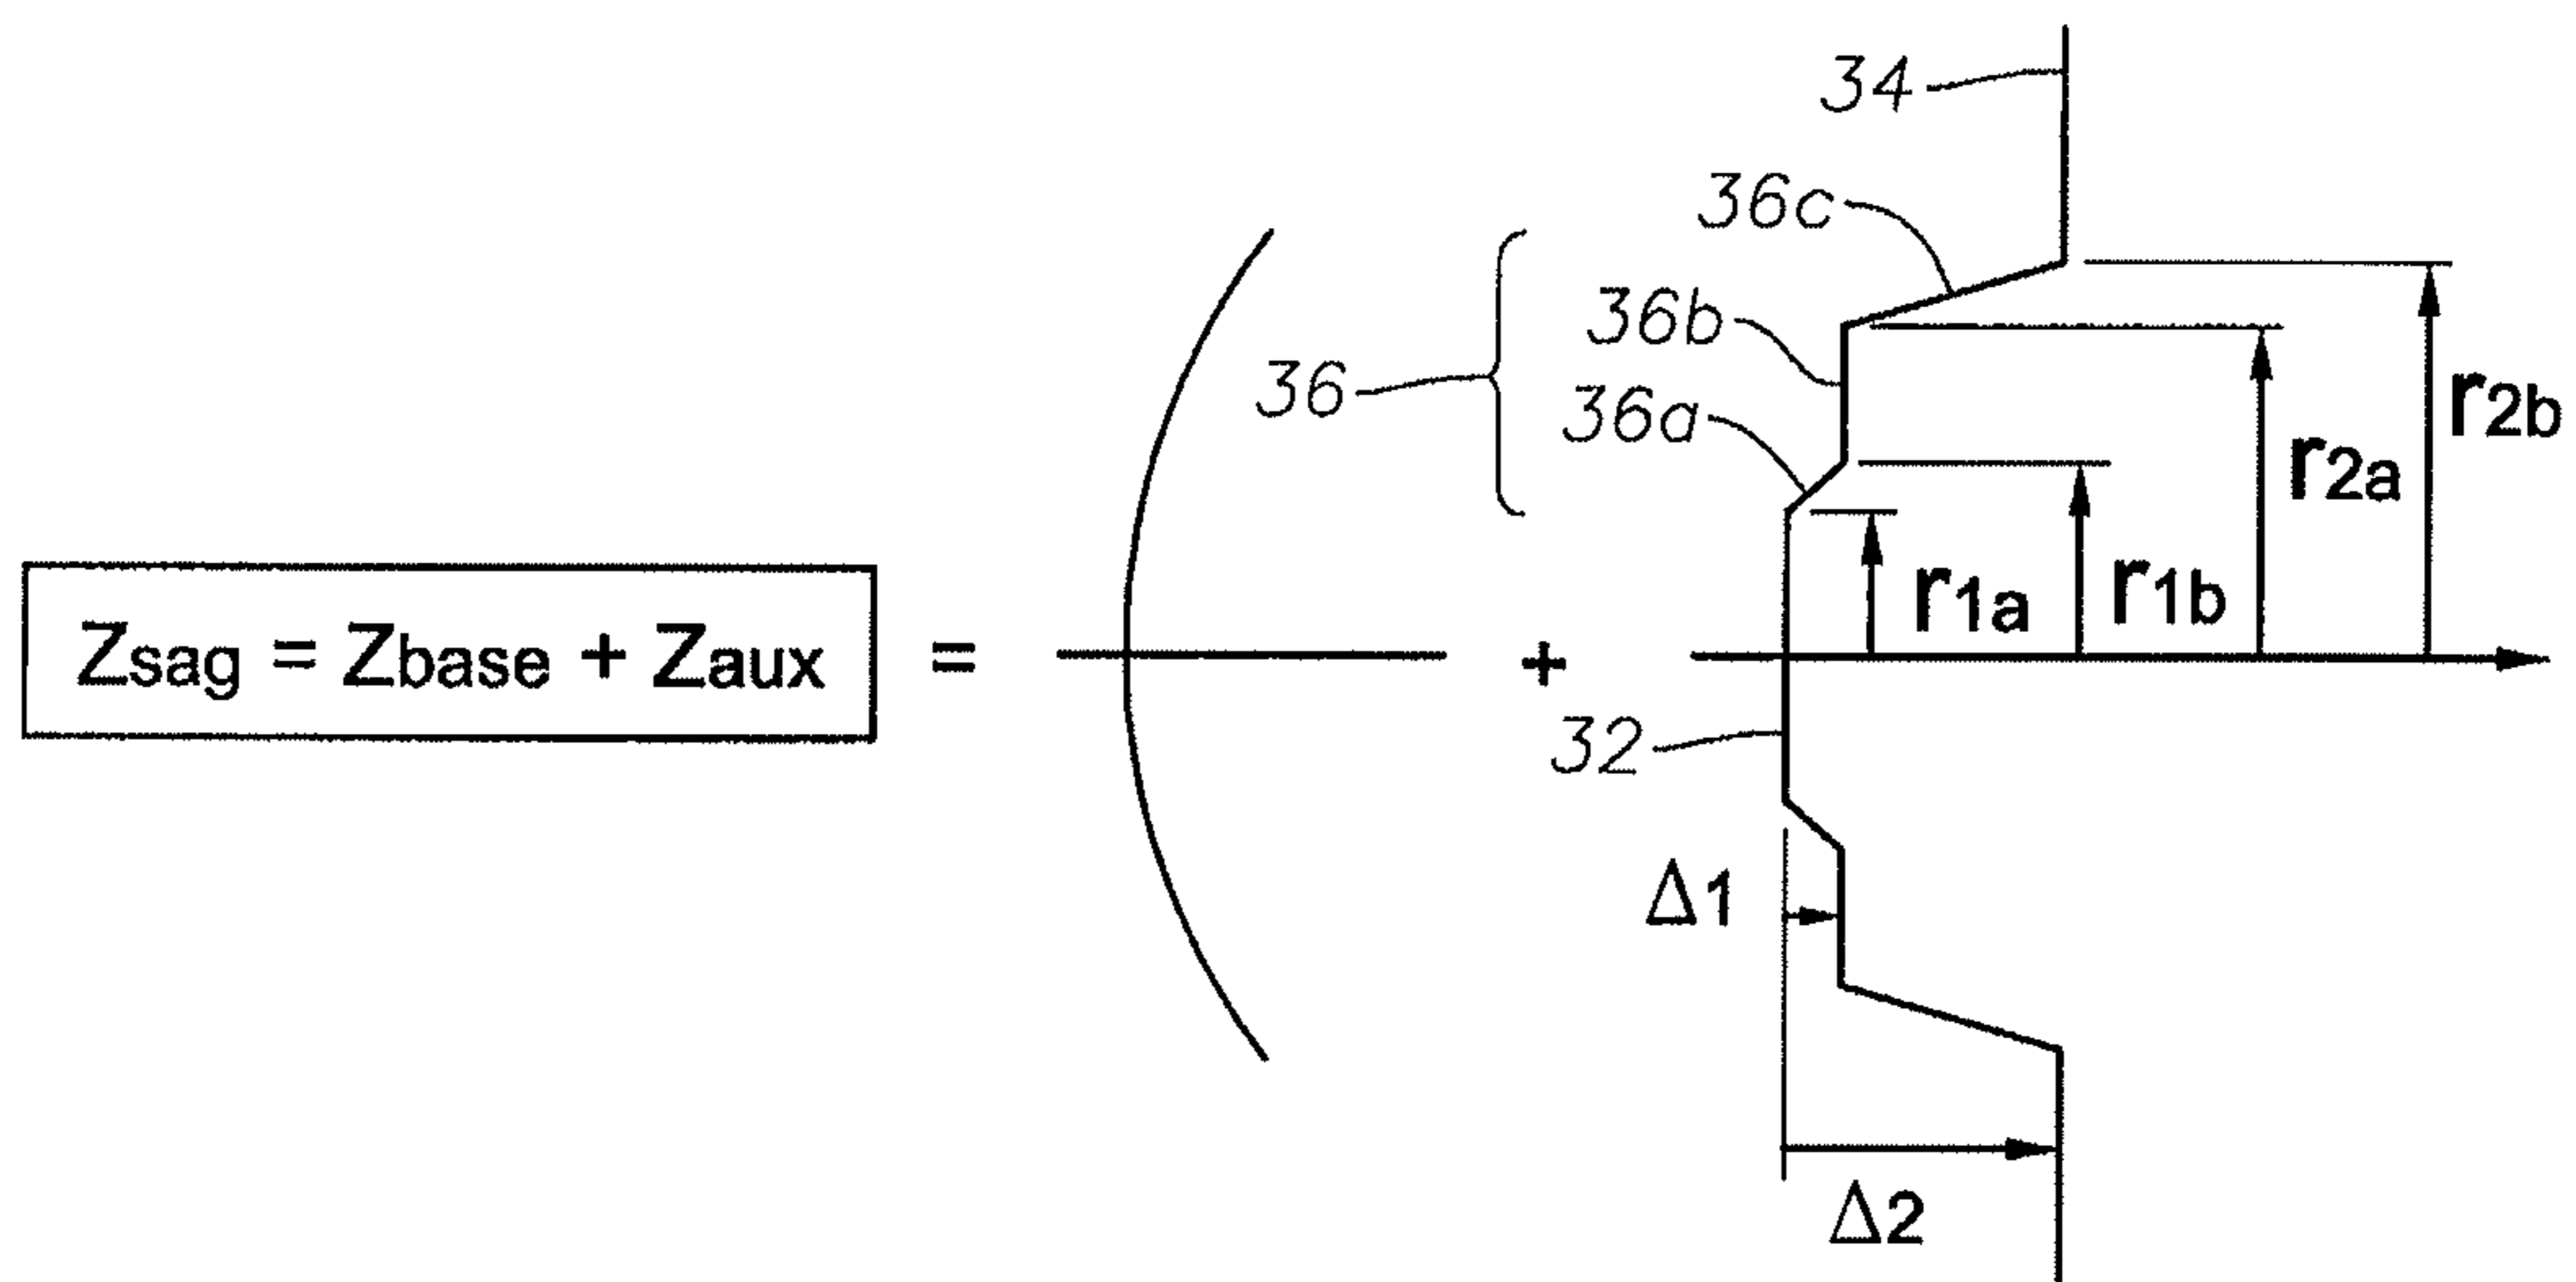 34
36c
36b
36
36a
r2b
r2a
r1b
r1a
Zsag = Zbase + Zaux = +
32
Δ1
Δ2